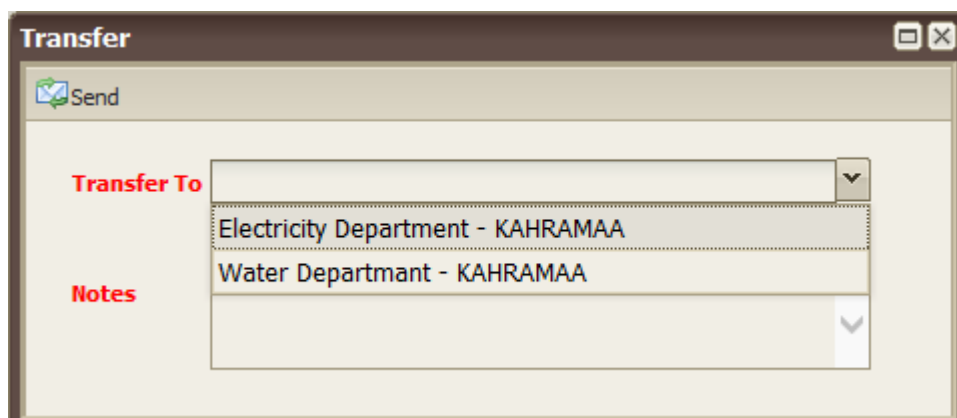 Transfer
Send
Transfer To
Electricity Department - KAHRAMAA
Water Departmant - KAHRAMAA
Notes